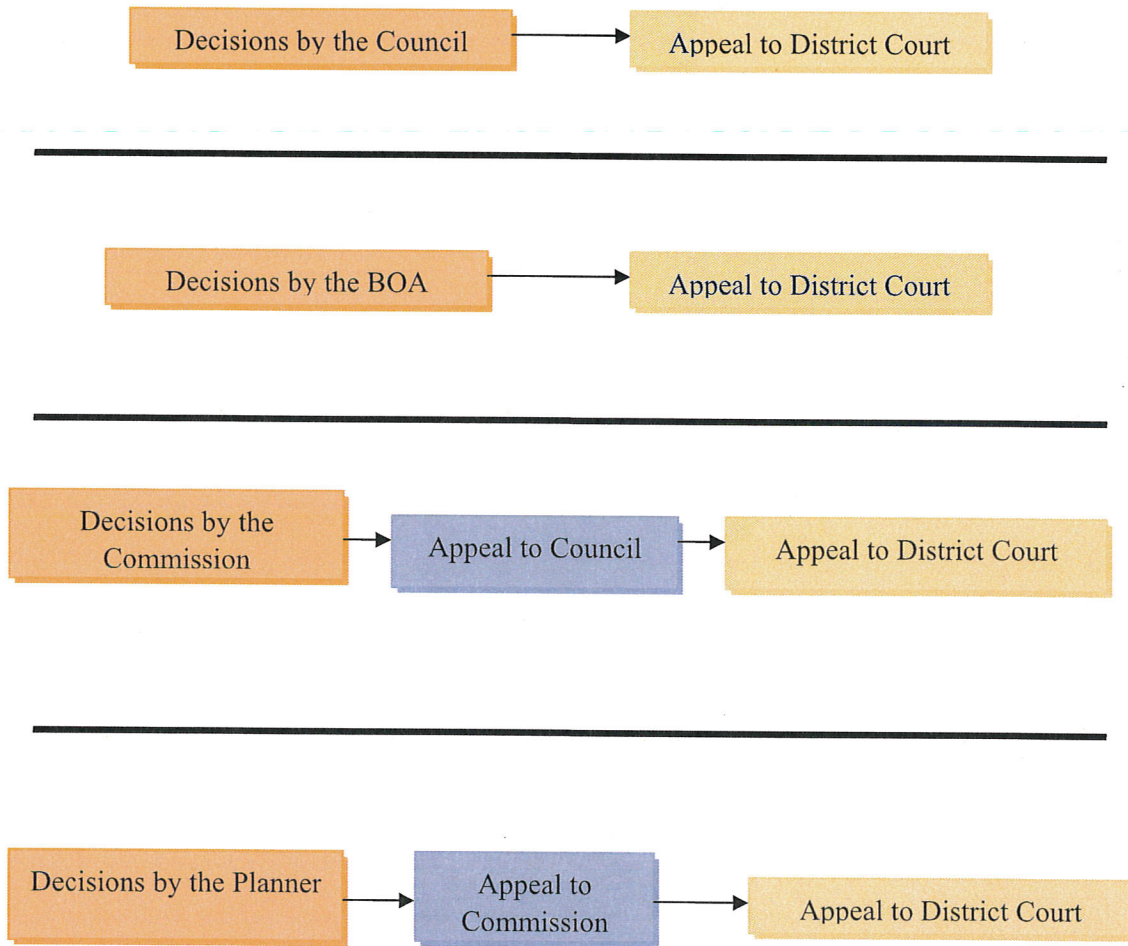 Decisions by the Council
Appeal to District Court
Decisions by the BOA
Appeal to District Court
Decisions by the
Commission
Appeal to Council
Appeal to District Court
Decisions by the Planner
Appeal to
Commission
Appeal to District Court